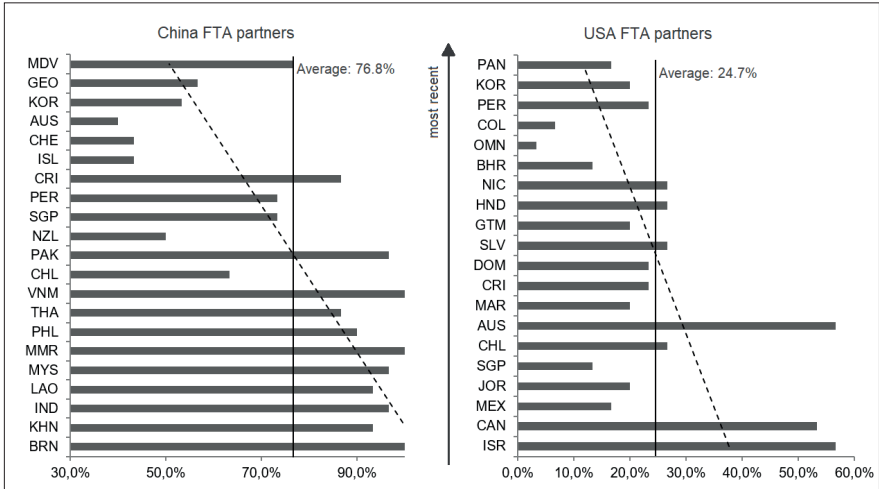 China FTA partners
MDV
GEO
KOR
AUS
CHE
ISL
CRI
PER
SGP
NZL
PAK
CHL
VNM
THA
PHL
MMR
MYS
LAO
IND
KHN
BRN
Average: 76.8%
30,0%
50,0%
70,0%
90,0%
most recent
USA FTA partners
PAN
KOR
PER
COL
OMN
BHR
NIC
HND
GTM
SLV
DOM
CRI
MAR
AUS
CHL
SGP
JOR
MEX
CAN
ISR
Average: 24.7%
0,0%
10,0%
20,0%
30,0%
40,0%
50,0%
60,0%